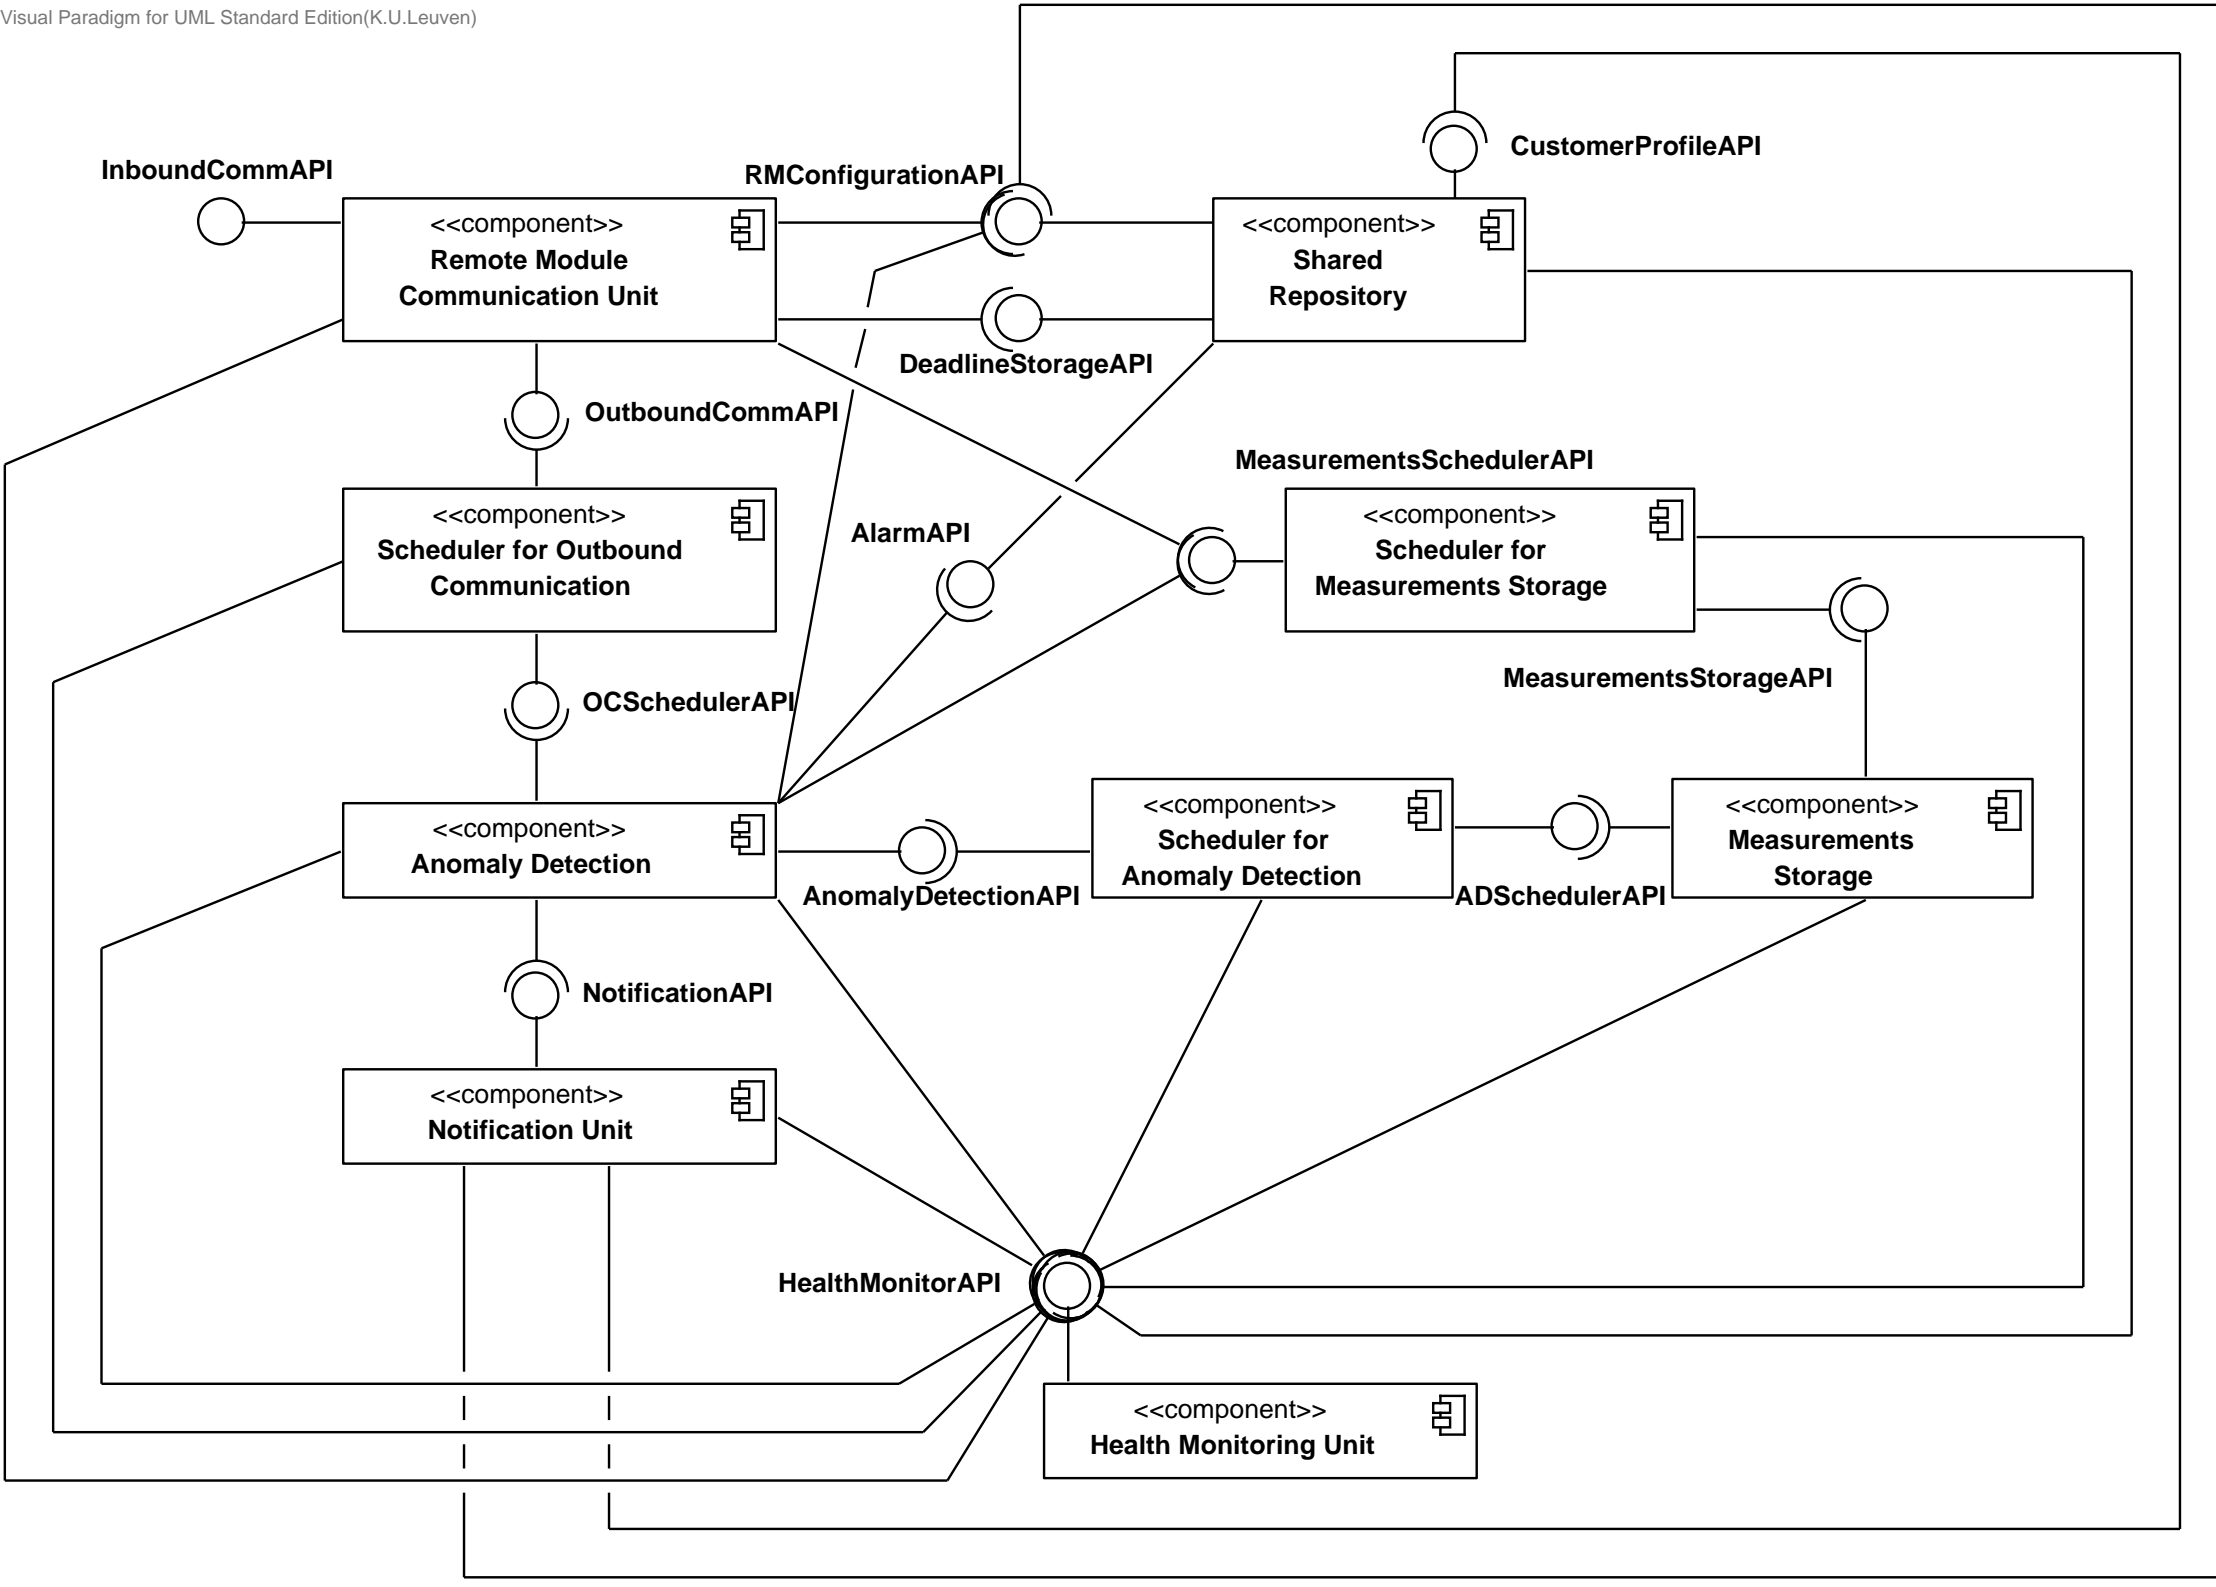 Visual Paradigm for UML Standard Edition(K.U.Leuven)
CustomerProfileAPI
InboundCommAPI
RMConfigurationAPI
<<component>>
Remote Module
Communication Unit
<<component>>
Shared
Repository
DeadlineStorageAPI
OutboundCommAPI
MeasurementsSchedulerAPI
<<component>>
Scheduler for Outbound
Communication
AlarmAPI
<<component>>
Scheduler for
Measurements Storage
MeasurementsStorageAPI
OCSchedulerAPI
<<component>>
Anomaly Detection
<<component>>
Scheduler for
Anomaly Detection
<<component>>
Measurements
Storage
AnomalyDetectionAPI
ADSchedulerAPI
NotificationAPI
<<component>>
Notification Unit
HealthMonitorAPI
<<component>>
Health Monitoring Unit